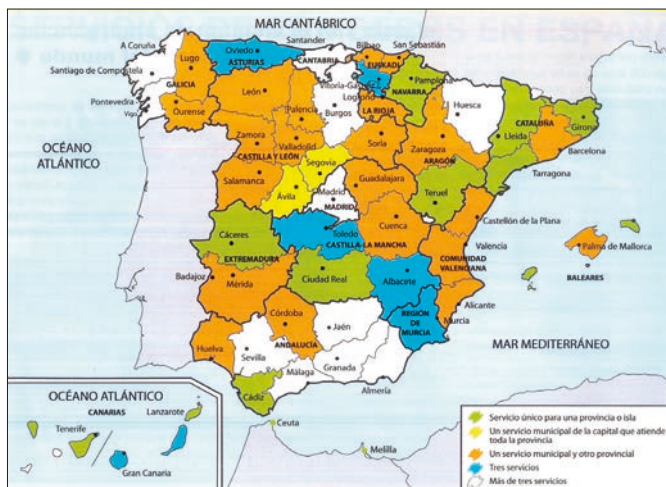 MAR CANTÁBRICO
A Coruña
Santiago de Compostela
Pontevedra
Vigo
Lugo
GALICIA
Ourense
Oviedo
ASTURIAS
Santander
CANTABRIA
Bilbao
San Sebastián
EUSKADI
Vitoria-Gasteiz
Pamplona
NAVARRA
Logroño
LA RIOJA
León
Palencia
Burgos
Zamora
Valladolid
CASTILLA Y LEÓN
Soria
Segovia
Salamanca
Ávila
Huesca
Zaragoza
ARAGÓN
Teruel
CATALUÑA
Girona
Lleida
Barcelona
Tarragona
OCÉANO
ATLÁNTICO
Madrid
MADRID
Guadalajara
Toledo
CASTILLA-LA MANCHA
Cuenca
Ciudad Real
Albacete
Cáceres
EXTREMADURA
Badajoz
Mérida
Castellón de la Plana
Valencia
COMUNIDAD
VALENCIANA
Alicante
Palma de Mallorca
BALEARES
REGIÓN
DE
MURCIA
Murcia
Córdoba
Jaén
ANDALUCÍA
Huelva
Sevilla
Granada
Málaga
Almería
Cádiz
MAR MEDITERRÁNEO
Ceuta
Melilla
OCÉANO ATLÁNTICO
CANARIAS
Lanzarote
Tenerife
Gran Canaria
Servicio único para una provincia o isla
Un servicio municipal de la capital que atiende
toda la provincia
Un servicio municipal y otro provincial
Tres servicios
Más de tres servicios